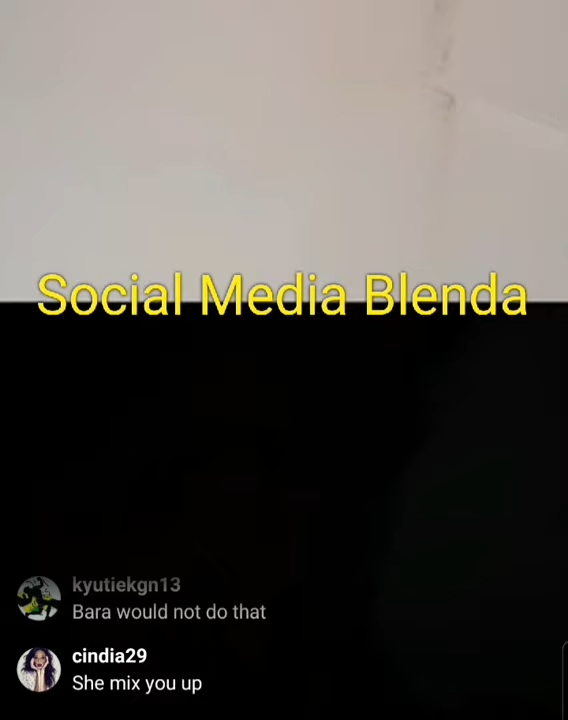 Social Media Blenda
kyutiekgn13
Bara would not do that
cindia29
She mix you up